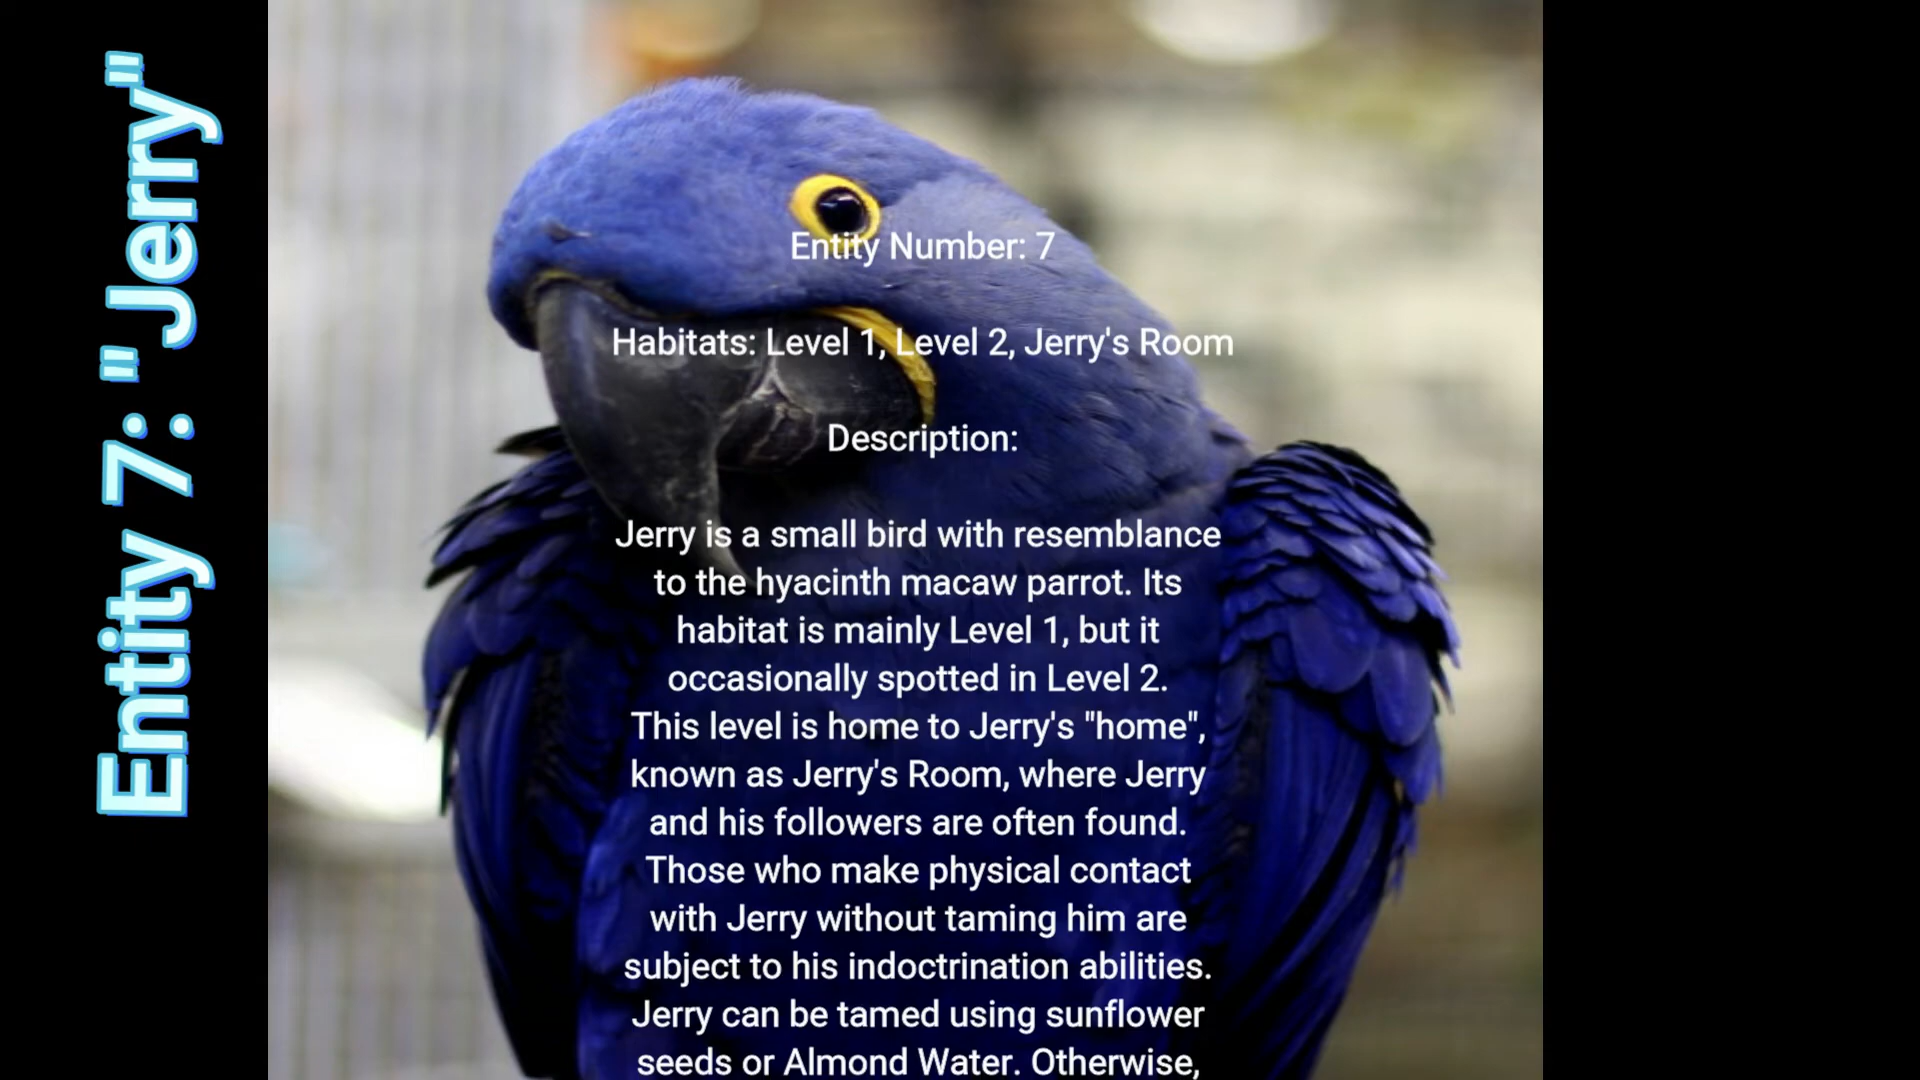 Entity 7: "Jerry"
Entity Number: 7
Habitats: Level 1, Level 2, Jerry's Room
Description:
Jerry is a small bird with resemblance
to the hyacinth macaw parrot. Its
habitat is mainly Level 1, but it
occasionally spotted in Level 2.
This level is home to Jerry's "home",
known as Jerry's Room, where Jerry
and his followers are often found.
Those who make physical contact
with Jerry without taming him are
subject to his indoctrination abilities.
Jerry can be tamed using sunflower
seeds or Almond Water. Otherwise,